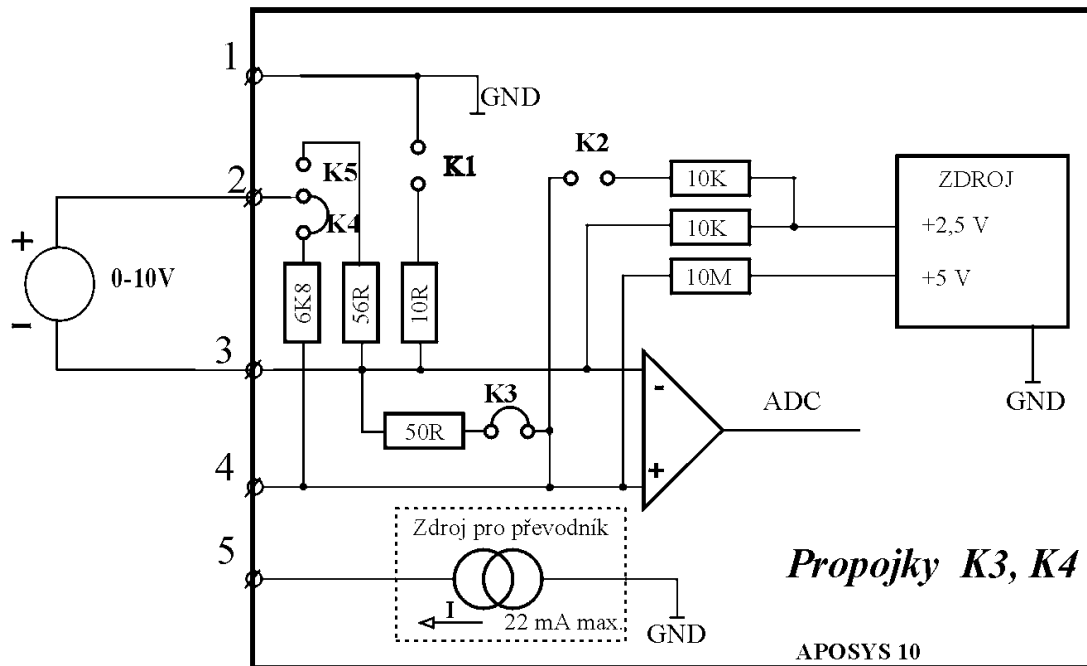 1
GND
K5
K1
K2
10K
ZDROJ
2
K4
10K
+2,5 V
+
0-10V
10M
+5 V
6K8
56R
10R
3
-
K3
ADC
GND
50R
+
4
Zdroj pro převodník
5
I
22 mA max.
GND
Propojky K3, K4
APOSYS 10